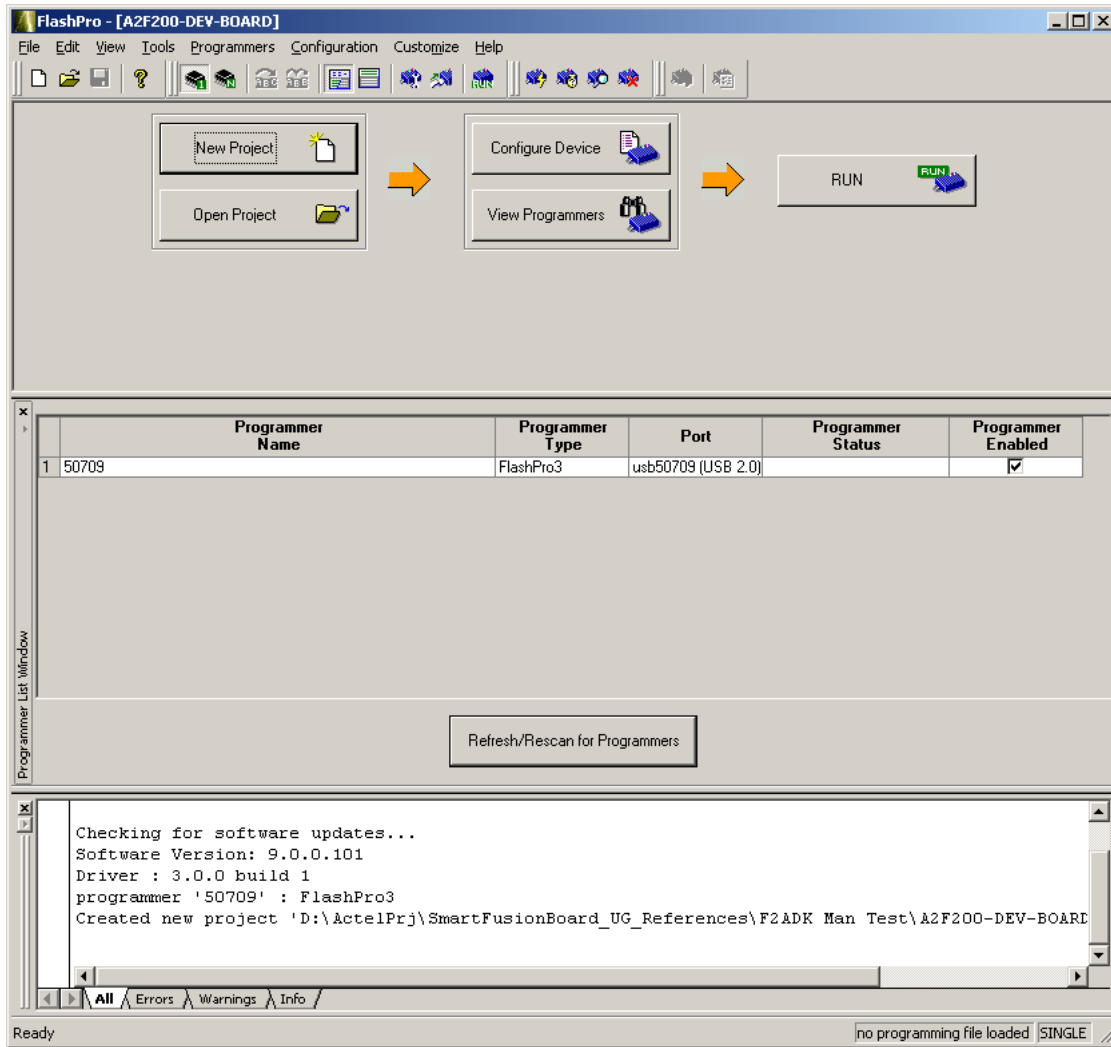 FlashPro - [A2F200-DEV-BOARD]
File Edit View Tools Programmers Configuration Customize Help
New Project
Configure Device
RUN
RUN
Open Project
View Programmers
Programmer Name
Programmer Type
Port
Programmer Status
Programmer Enabled
1 50709 FlashPro3 usb50709 (USB 2.0)
Programmer List Window
Refresh/Rescan for Programmers
Checking for software updates...
Software Version: 9.0.0.101
Driver : 3.0.0 build 1
programmer '50709' : FlashPro3
Created new project 'D:\ActelPrj\SmartFusionBoard_UG_References\F2ADK Man Test\A2F200-DEV-BOARD
All Errors Warnings Info
Ready
no programming file loaded SINGLE